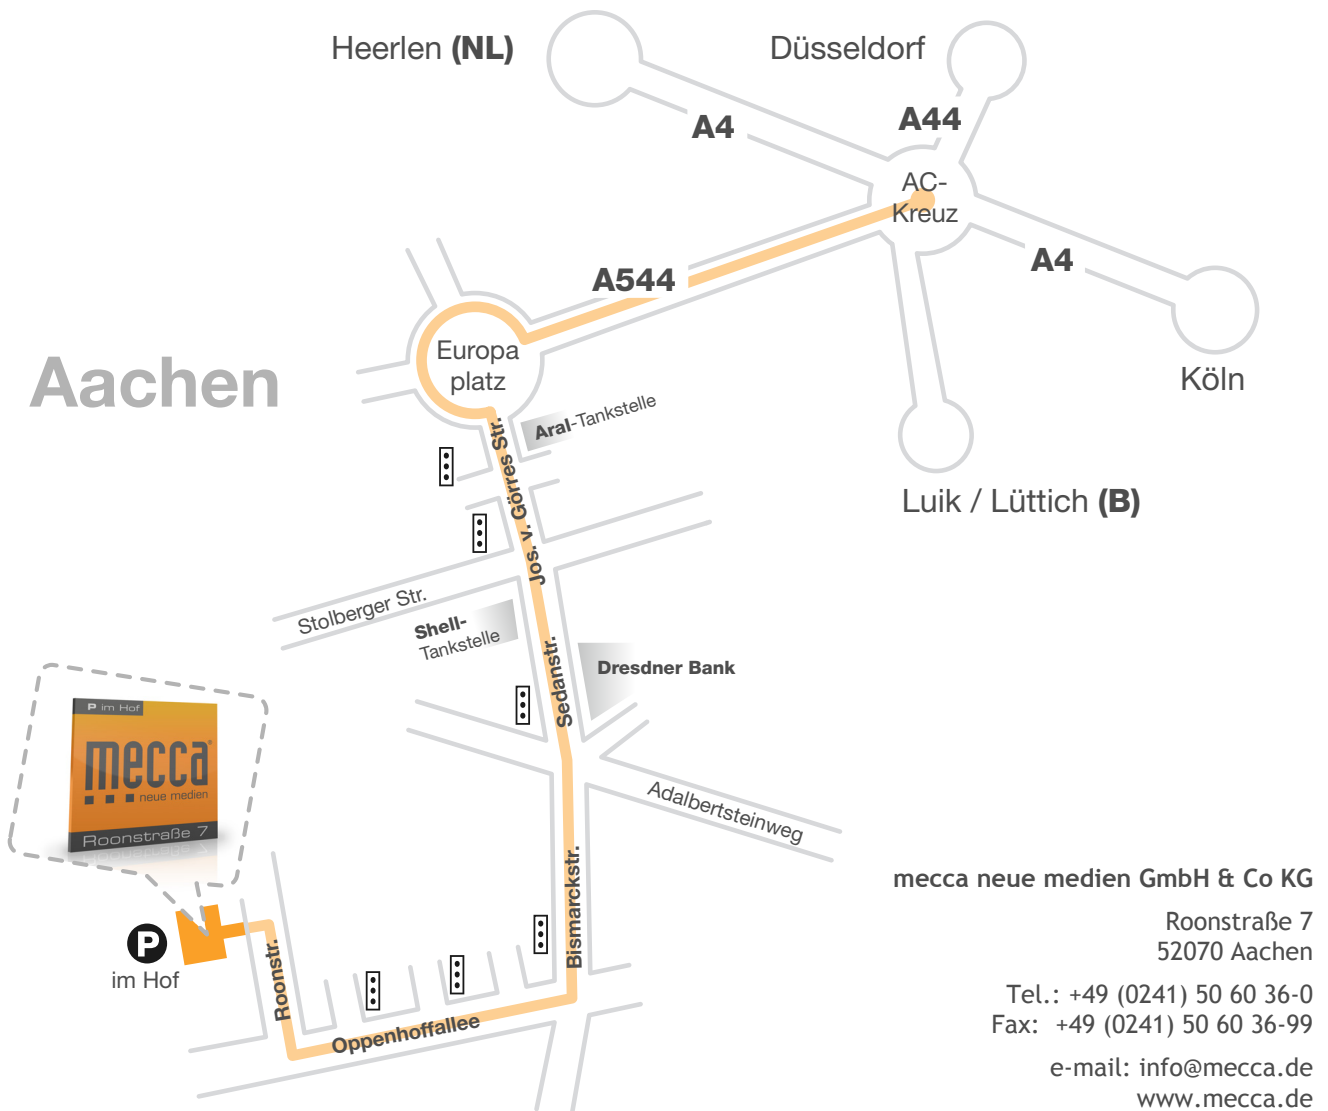 Heerlen (NL)
Düsseldorf
A4
A44
AC-
Kreuz
A4
A544
Köln
Europa
platz
Aachen
Luik / Lüttich (B)
Aral-Tankstelle
Jos. v. Görres Str.
Stolberger Str.
Shell-
Tankstelle
Sedanstr.
Dresdner Bank
Adalbertsteinweg
P im Hof
mecca®
neue medien
Roonstraße 7
Bismarckstr.
P
im Hof
Roonstr.
Oppenhoffallee
mecca neue medien GmbH & Co KG
Roonstraße 7
52070 Aachen
Tel.: +49 (0241) 50 60 36-0
Fax: +49 (0241) 50 60 36-99
e-mail: info@mecca.de
www.mecca.de